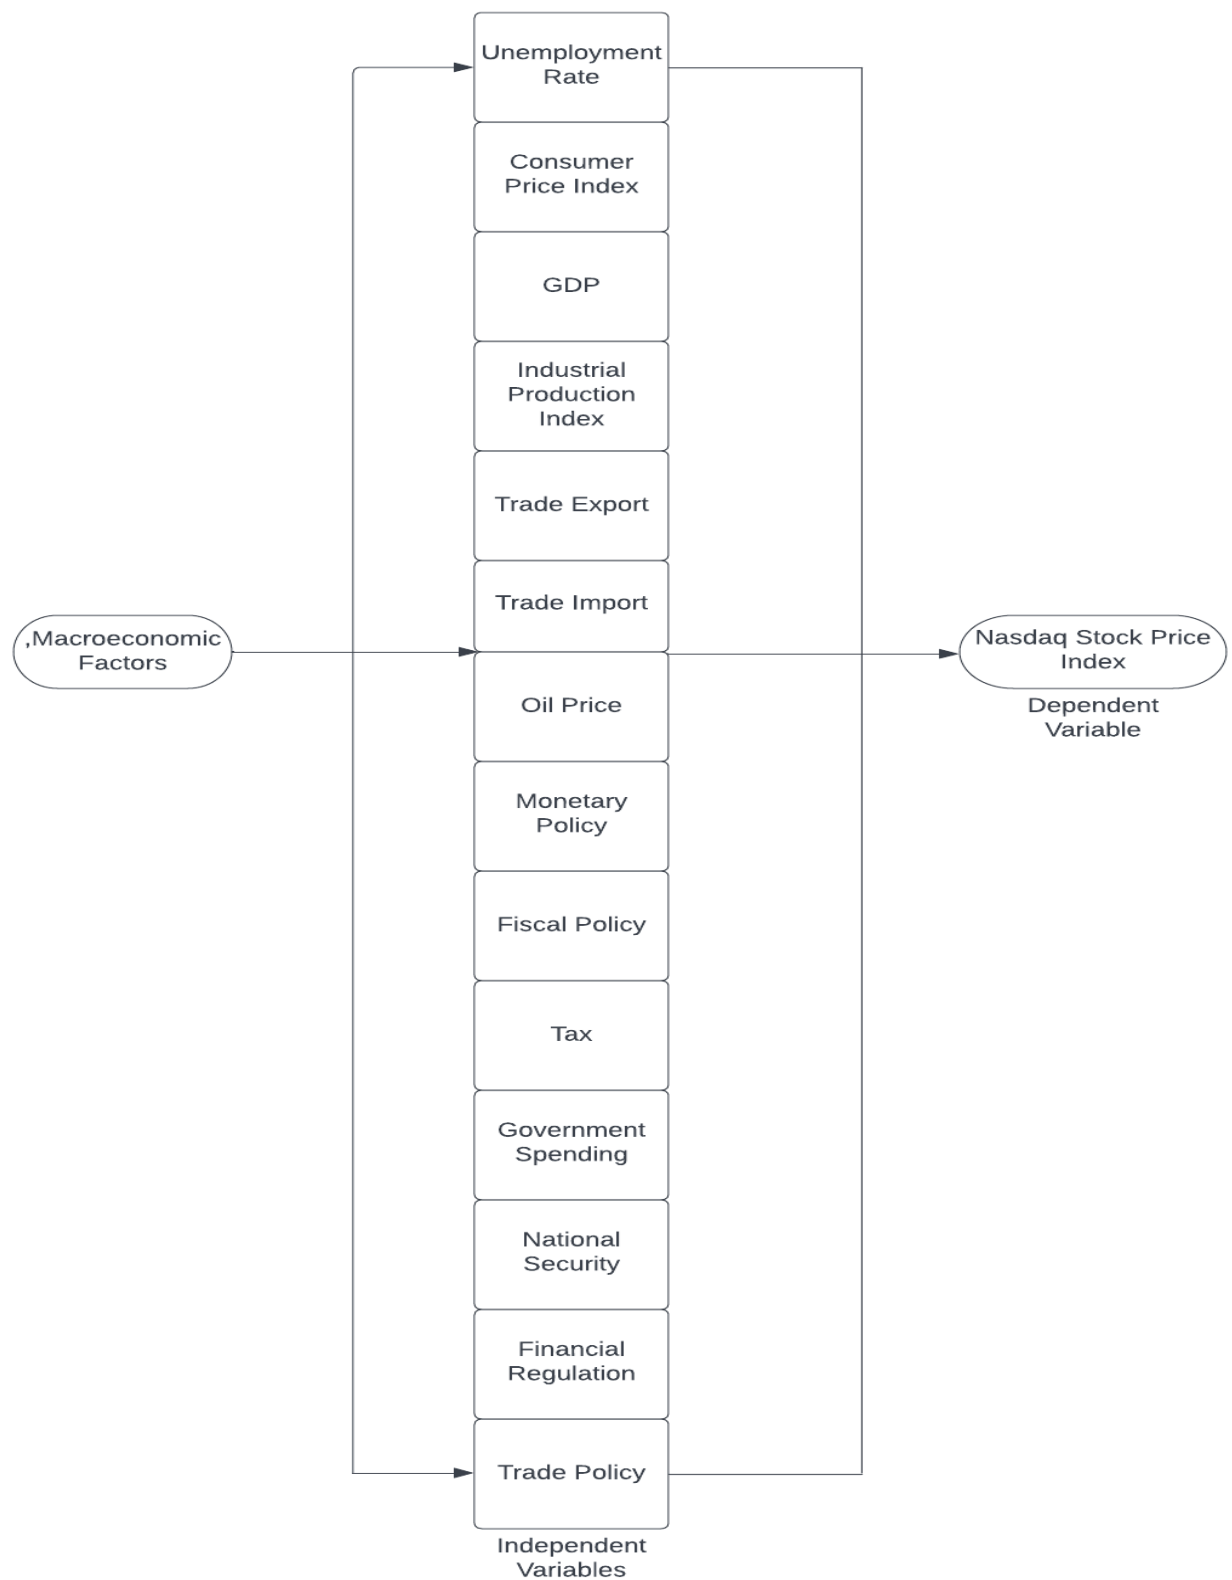 Unemployment
Rate
Consumer
Price Index
GDP
Industrial
Production
Index
Trade Export
Trade Import
,Macroeconomic
Factors
Nasdaq Stock Price
Index
Dependent
Variable
Oil Price
Monetary
Policy
Fiscal Policy
Tax
Government
Spending
National
Security
Financial
Regulation
Trade Policy
Independent
Variables